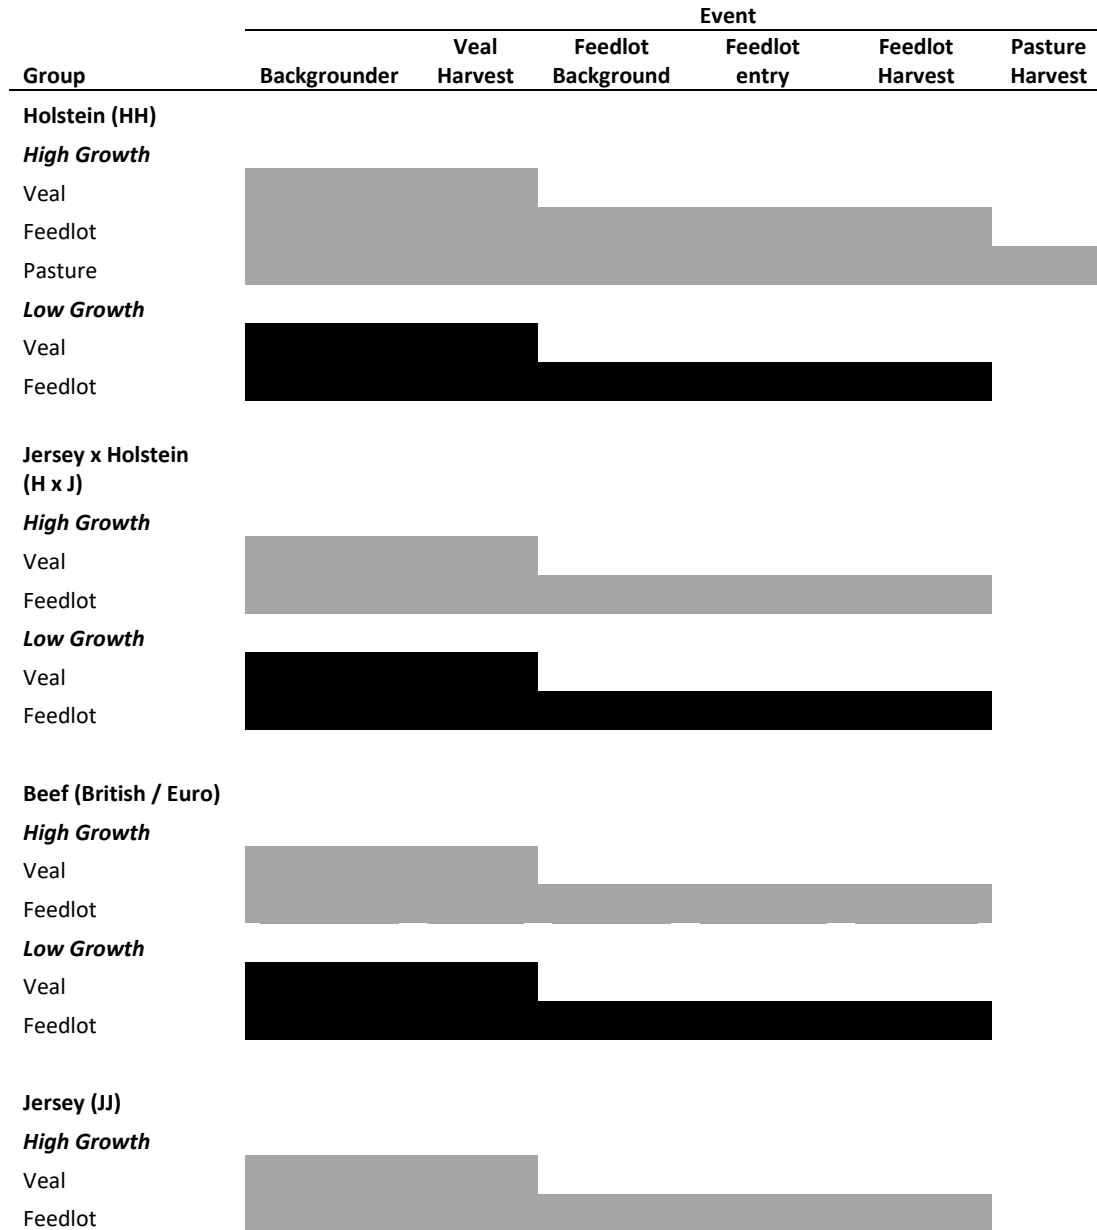 Event
Group Backgrounder Veal Harvest Feedlot Background Feedlot entry Feedlot Harvest Pasture Harvest
Holstein (HH)
High Growth
Veal
Feedlot
Pasture
Low Growth
Veal
Feedlot
Jersey x Holstein
(H x J)
High Growth
Veal
Feedlot
Low Growth
Veal
Feedlot
Beef (British / Euro)
High Growth
Veal
Feedlot
Low Growth
Veal
Feedlot
Jersey (JJ)
High Growth
Veal
Feedlot